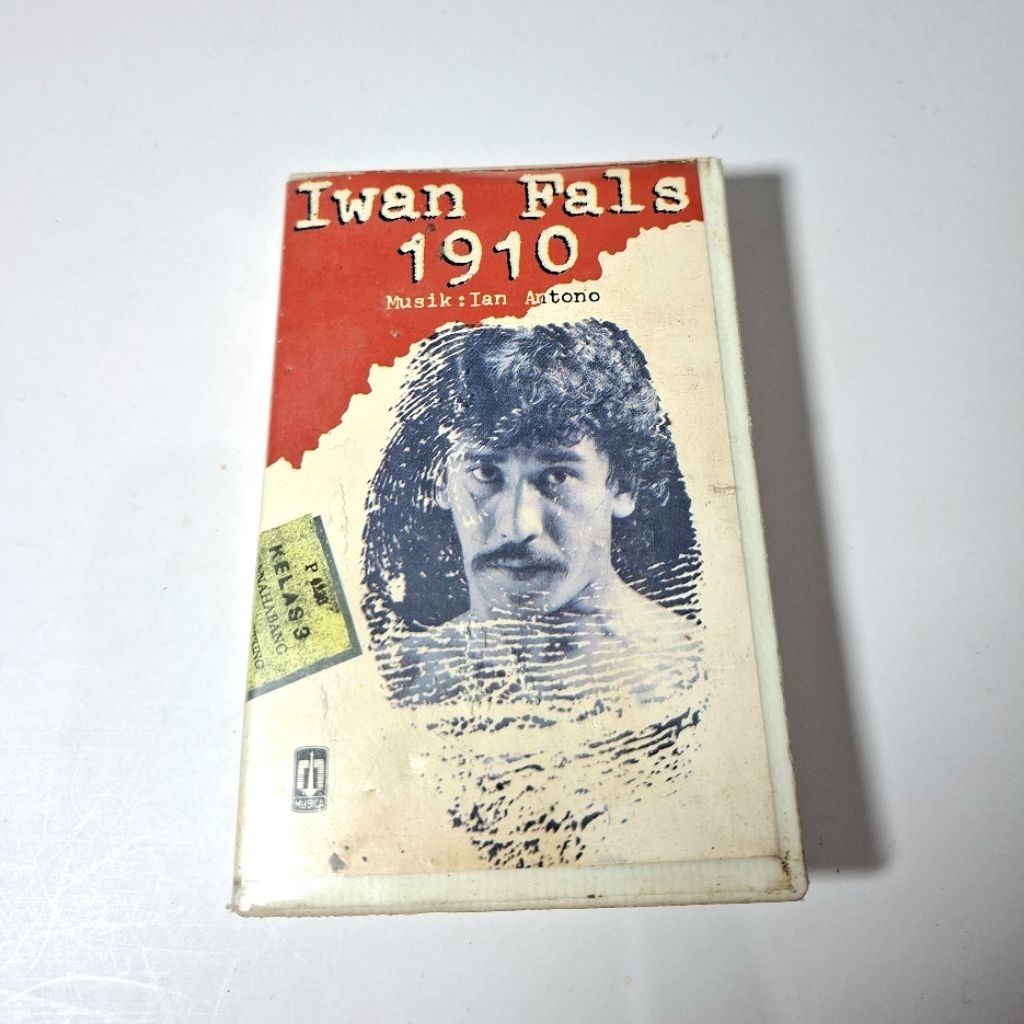 Iwan Fals
1910
Musik:Ian Antono
KELAS 3
MUSICA